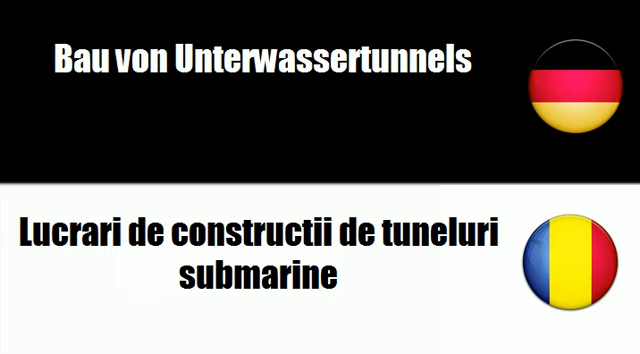 Bau von Unterwassertunnels
Lucrari de constructii de tuneluri
submarine